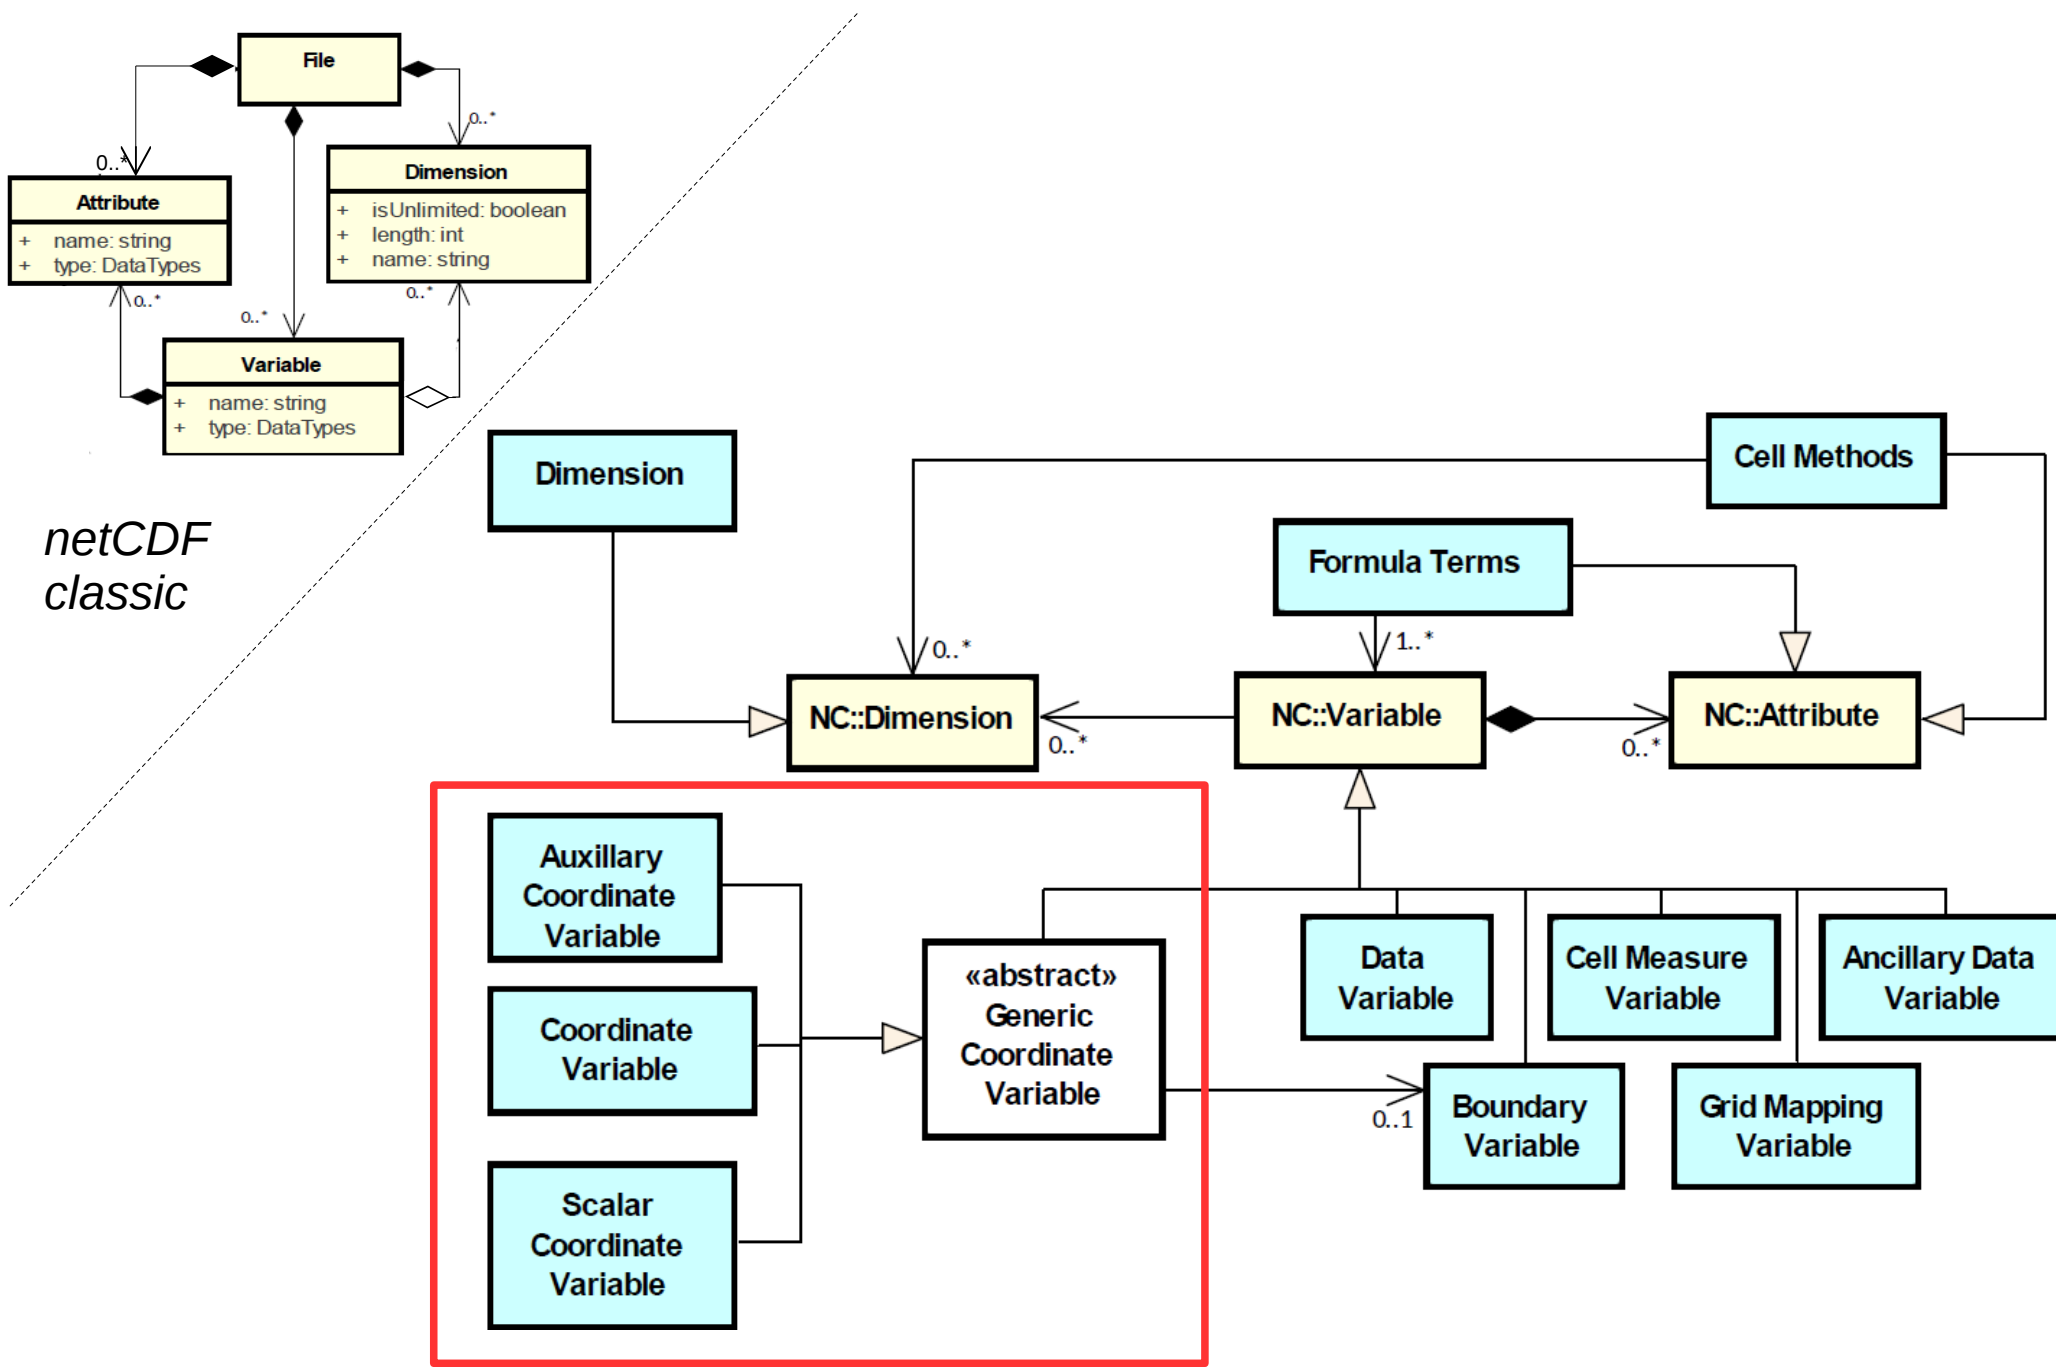 File
0..*
0..*
Attribute
+ name: string
+ type: DataTypes
Dimension
+ isUnlimited: boolean
+ length: int
+ name: string
0..*
0..*
0..*
Variable
+ name: string
+ type: DataTypes
netCDF
classic
Dimension
Cell Methods
Formula Terms
0..*
1..*
NC::Dimension
NC::Variable
NC::Attribute
0..*
0..*
Auxillary
Coordinate
Variable
Coordinate
Variable
Scalar
Coordinate
Variable
«abstract»
Generic
Coordinate
Variable
Data
Variable
Cell Measure
Variable
Ancillary Data
Variable
0..1
Boundary
Variable
Grid Mapping
Variable